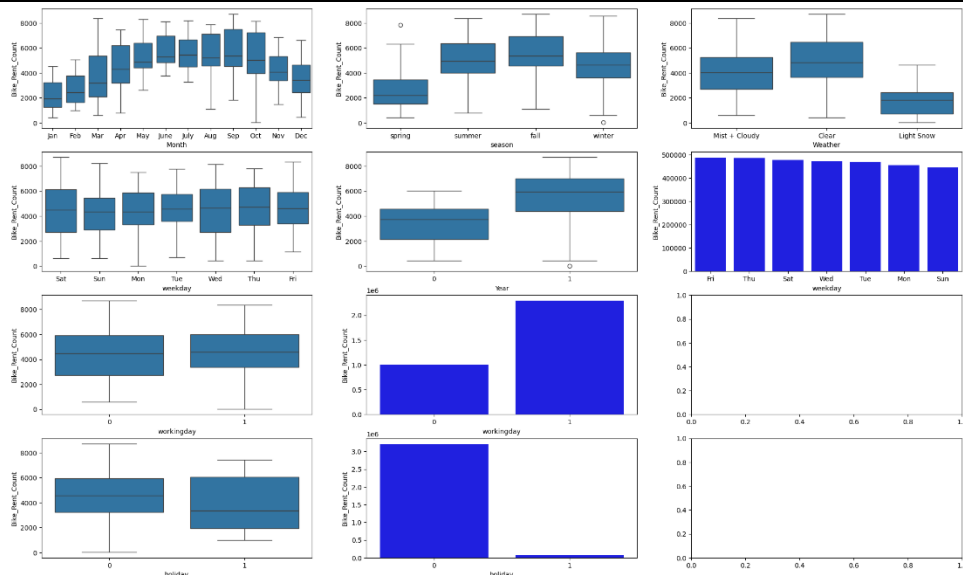 Bike_Rent_Count
8000
6000
4000
2000
0
Jan Feb Mar Apr May June July Aug Sep Oct Nov Dec
Month
Bike_Rent_Count
8000
6000
4000
2000
0
spring summer fall winter
season
Bike_Rent_Count
8000
6000
4000
2000
0
Mist + Cloudy Clear Light Snow
Weather
Bike_Rent_Count
8000
6000
4000
2000
0
Sat Sun Mon Tue Wed Thu Fri
weekday
Bike_Rent_Count
8000
6000
4000
2000
0
0 1
Year
Bike_Rent_Count
500000
400000
300000
200000
100000
0
Fri Thu Sat Wed Tue Mon Sun
weekday
Bike_Rent_Count
8000
6000
4000
2000
0
0 1
workingday
1e6
Bike_Rent_Count
2.0
1.5
1.0
0.5
0.0
0 1
workingday
1.0
0.8
0.6
0.4
0.2
0.0
0.0 0.2 0.4 0.6 0.8 1.
Bike_Rent_Count
8000
6000
4000
2000
0
0 1
holiday
1e6
Bike_Rent_Count
3.0
2.5
2.0
1.5
1.0
0.5
0.0
0 1
holiday
1.0
0.8
0.6
0.4
0.2
0.0
0.0 0.2 0.4 0.6 0.8 1.